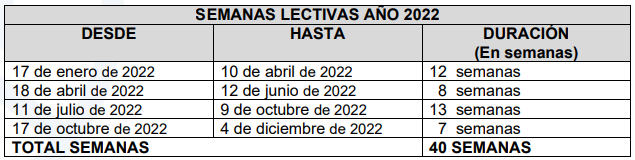 SEMANAS LECTIVAS AÑO 2022
DESDE HASTA DURACIÓN
(En semanas)
17 de enero de 2022 10 de abril de 2022 12 semanas
18 de abril de 2022 12 de junio de 2022 8 semanas
11 de julio de 2022 9 de octubre de 2022 13 semanas
17 de octubre de 2022 4 de diciembre de 2022 7 semanas
TOTAL SEMANAS 40 SEMANAS